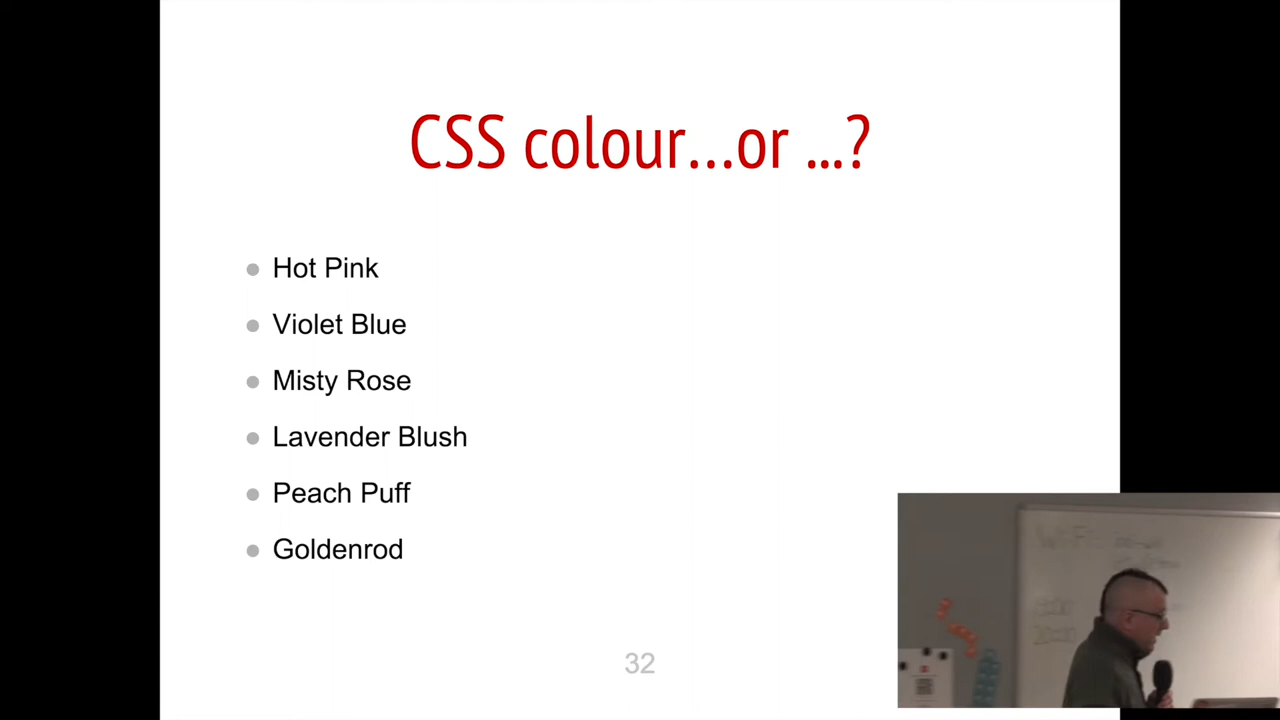 CSS colour...or ...?
Hot Pink
Violet Blue
Misty Rose
Lavender Blush
Peach Puff
Goldenrod
32